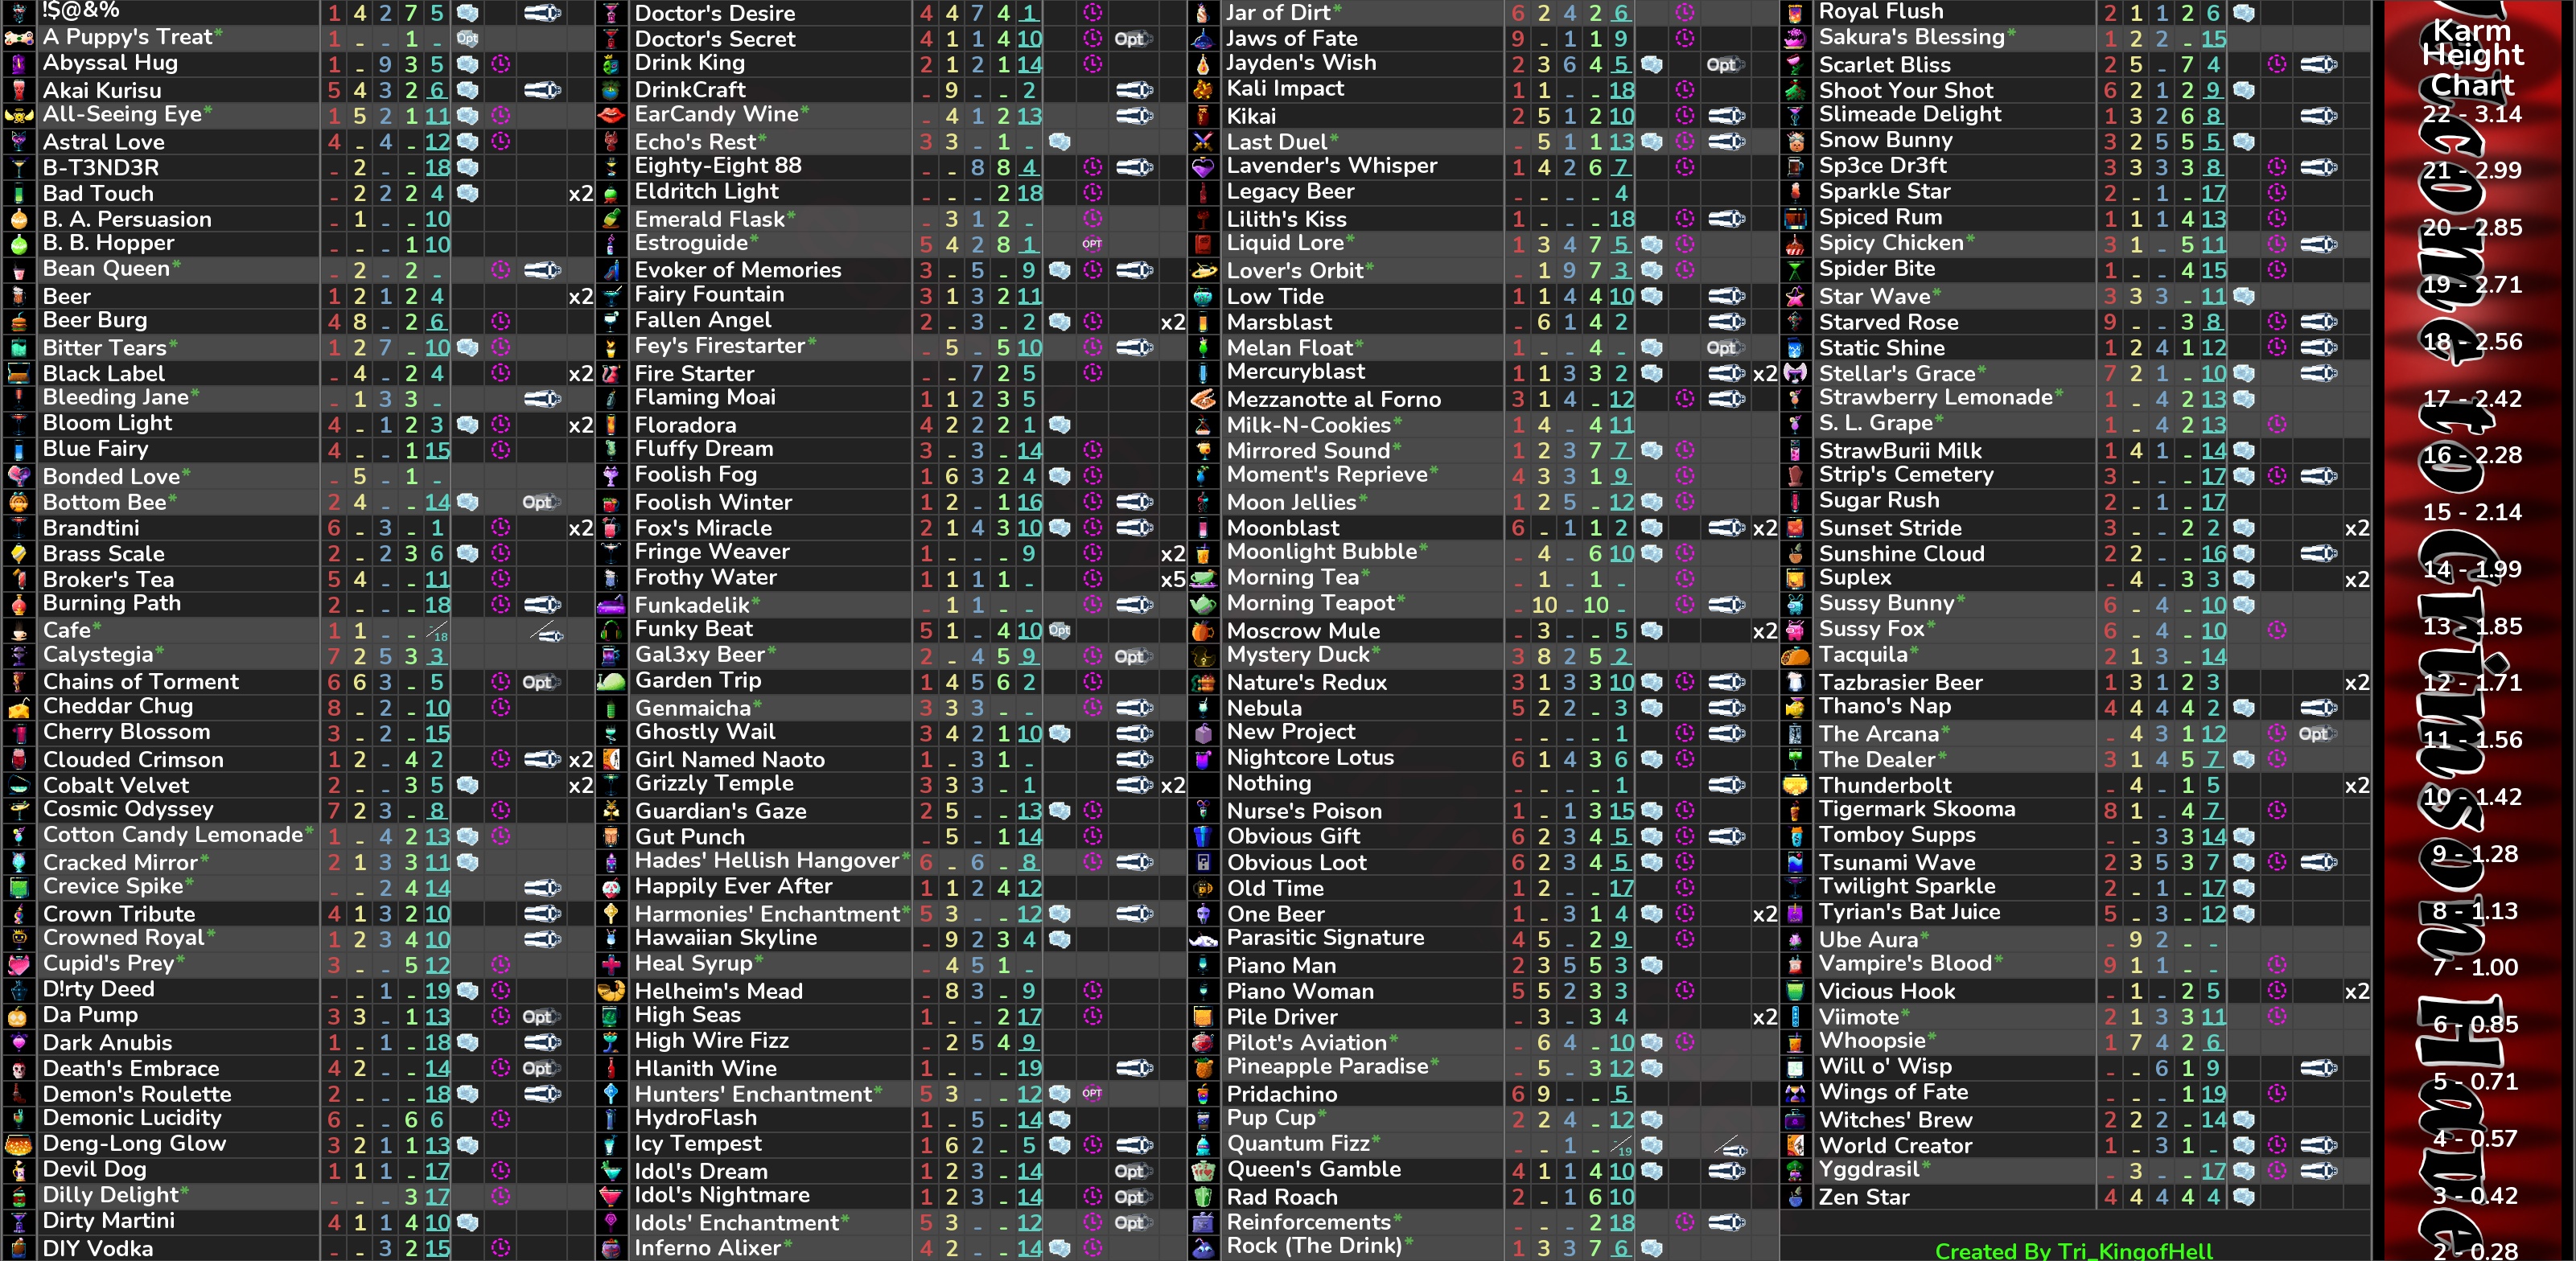 !$@&% 1 4 2 7 5
A Puppy's Treat* 1 - - 1 - Opt
Abyssal Hug 1 - 9 3 5
Akai Kurisu 5 4 3 2 6
All-Seeing Eye* 1 5 2 1 11
Astral Love 4 - 4 - 12
B-T3ND3R - 2 - - 18
Bad Touch - 2 2 2 4 x2
B. A. Persuasion - 1 - - 10
B. B. Hopper - - - 1 10
Bean Queen* - 2 - 2 -
Beer 1 2 1 2 4 x2
Beer Burg 4 8 - 2 6
Bitter Tears* 1 2 7 - 10
Black Label - 4 - 2 4 x2
Bleeding Jane* - 1 3 3 -
Bloom Light 4 - 1 2 3 x2
Blue Fairy 4 - - 1 15
Bonded Love* - 5 - 1 -
Bottom Bee* 2 4 - - 14 Opt
Brandtini 6 - 3 - 1 x2
Brass Scale 2 - 2 3 6
Broker's Tea 5 4 - - 11
Burning Path 2 - - - 18
Cafe* 1 1 - - -/18
Calystegia* 7 2 5 3 3
Chains of Torment 6 6 3 - 5 Opt
Cheddar Chug 8 - 2 - 10
Cherry Blossom 3 - 2 - 15
Clouded Crimson 1 2 - 4 2 x2
Cobalt Velvet 2 - - 3 5 x2
Cosmic Odyssey 7 2 3 - 8
Cotton Candy Lemonade* 1 - 4 2 13
Cracked Mirror* 2 1 3 3 11
Crevice Spike* - - 2 4 14
Crown Tribute 4 1 3 2 10
Crowned Royal* 1 2 3 4 10
Cupid's Prey* 3 - - 5 12
D!rty Deed - - 1 - 19
Da Pump 3 3 - 1 13 Opt
Dark Anubis 1 - 1 - 18
Death's Embrace 4 2 - - 14 Opt
Demon's Roulette 2 - - - 18
Demonic Lucidity 6 - - 6 6
Deng-Long Glow 3 2 1 1 13
Devil Dog 1 1 1 - 17
Dilly Delight* - - - 3 17
Dirty Martini 4 1 1 4 10
DIY Vodka - - 3 2 15
Doctor's Desire 4 4 7 4 1
Doctor's Secret 4 1 1 4 10 Opt
Drink King 2 1 2 1 14
DrinkCraft - 9 - - 2
EarCandy Wine* - 4 1 2 13
Echo's Rest* 3 3 - 1 -
Eighty-Eight 88 - - 8 8 4
Eldritch Light - - - 2 18
Emerald Flask* - 3 1 2 -
Estroguide* 5 4 2 8 1 OPT
Evoker of Memories 3 - 5 - 9
Fairy Fountain 3 1 3 2 11
Fallen Angel 2 - 3 - 2 x2
Fey's Firestarter* - 5 - 5 10
Fire Starter - - 7 2 5
Flaming Moai 1 1 2 3 5
Floradora 4 2 2 2 1
Fluffy Dream 3 - 3 - 14
Foolish Fog 1 6 3 2 4
Foolish Winter 1 2 - 1 16
Fox's Miracle 2 1 4 3 10
Fringe Weaver 1 - - - 9 x2
Frothy Water 1 1 1 1 - x5
Funkadelik* - 1 1 - -
Funky Beat 5 1 - 4 10 Opt
Gal3xy Beer* 2 - 4 5 9 Opt
Garden Trip 1 4 5 6 2
Genmaicha* 3 3 3 - -
Ghostly Wail 3 4 2 1 10
Girl Named Naoto 1 - 3 1 -
Grizzly Temple 3 3 3 - 1 x2
Guardian's Gaze 2 5 - - 13
Gut Punch - 5 - 1 14
Hades' Hellish Hangover* 6 - 6 - 8
Happily Ever After 1 1 2 4 12
Harmonies' Enchantment* 5 3 - - 12
Hawaiian Skyline - 9 2 3 4
Heal Syrup* - 4 5 1 -
Helheim's Mead - 8 3 - 9
High Seas 1 - - 2 17
High Wire Fizz - 2 5 4 9
Hlanith Wine 1 - - - 19
Hunters' Enchantment* 5 3 - - 12 OPT
HydroFlash 1 - 5 - 14
Icy Tempest 1 6 2 - 5
Idol's Dream 1 2 3 - 14 Opt
Idol's Nightmare 1 2 3 - 14 Opt
Idols' Enchantment* 5 3 - - 12 Opt
Inferno Alixer* 4 2 - - 14
Jar of Dirt* 6 2 4 2 6
Jaws of Fate 9 - 1 1 9
Jayden's Wish 2 3 6 4 5 Opt
Kali Impact 1 1 - - 18
Kikai 2 5 1 2 10
Last Duel* - 5 1 1 13
Lavender's Whisper 1 4 2 6 7
Legacy Beer - - - - 4
Lilith's Kiss 1 - - - 18
Liquid Lore* 1 3 4 7 5
Lover's Orbit* - 1 9 7 3
Low Tide 1 1 4 4 10
Marsblast - 6 1 4 2
Melan Float* 1 - - 4 - Opt
Mercuryblast 1 1 3 3 2 x2
Mezzanotte al Forno 3 1 4 - 12
Milk-N-Cookies* 1 4 - 4 11
Mirrored Sound* 1 2 3 7 7
Moment's Reprieve* 4 3 3 1 9
Moon Jellies* 1 2 5 - 12
Moonblast 6 - 1 1 2 x2
Moonlight Bubble* - 4 - 6 10
Morning Tea* - 1 - 1 -
Morning Teapot* - 10 - 10 -
Moscrow Mule - 3 - - 5 x2
Mystery Duck* 3 8 2 5 2
Nature's Redux 3 1 3 3 10
Nebula 5 2 2 - 3
New Project - - - - 1
Nightcore Lotus 6 1 4 3 6
Nothing - - - - 1
Nurse's Poison 1 - 1 3 15
Obvious Gift 6 2 3 4 5
Obvious Loot 6 2 3 4 5
Old Time 1 2 - - 17
One Beer 1 - 3 1 4 x2
Parasitic Signature 4 5 - 2 9
Piano Man 2 3 5 5 3
Piano Woman 5 5 2 3 3
Pile Driver - 3 - 3 4 x2
Pilot's Aviation* - 6 4 - 10
Pineapple Paradise* - 5 - 3 12
Pridachino 6 9 - - 5
Pup Cup* 2 2 4 - 12
Quantum Fizz* - - 1 - -/19
Queen's Gamble 4 1 1 4 10
Rad Roach 2 - 1 6 10
Reinforcements* - - - 2 18
Rock (The Drink)* 1 3 3 7 6
Royal Flush 2 1 1 2 6
Sakura's Blessing* 1 2 2 - 15
Scarlet Bliss 2 5 - 7 4
Shoot Your Shot 6 2 1 2 9
Slimeade Delight 1 3 2 6 8
Snow Bunny 3 2 5 5 5
Sp3ce Dr3ft 3 3 3 3 8
Sparkle Star 2 - 1 - 17
Spiced Rum 1 1 1 4 13
Spicy Chicken* 3 1 - 5 11
Spider Bite 1 - - 4 15
Star Wave* 3 3 3 - 11
Starved Rose 9 - - 3 8
Static Shine 1 2 4 1 12
Stellar's Grace* 7 2 1 - 10
Strawberry Lemonade* 1 - 4 2 13
S. L. Grape* 1 - 4 2 13
StrawBurii Milk 1 4 1 - 14
Strip's Cemetery 3 - - - 17
Sugar Rush 2 - 1 - 17
Sunset Stride 3 - - 2 2 x2
Sunshine Cloud 2 2 - - 16
Suplex - 4 - 3 3 x2
Sussy Bunny* 6 - 4 - 10
Sussy Fox* 6 - 4 - 10
Tacquila* 2 1 3 - 14
Tazbrasier Beer 1 3 1 2 3 x2
Thano's Nap 4 4 4 4 2
The Arcana* - 4 3 1 12 Opt
The Dealer* 3 1 4 5 7
Thunderbolt - 4 - 1 5 x2
Tigermark Skooma 8 1 - 4 7
Tomboy Supps - - 3 3 14
Tsunami Wave 2 3 5 3 7
Twilight Sparkle 2 - 1 - 17
Tyrian's Bat Juice 5 - 3 - 12
Ube Aura* - 9 2 - -
Vampire's Blood* 9 1 1 - -
Vicious Hook - 1 - 2 5 x2
Viimote* 2 1 3 3 11
Whoopsie* 1 7 4 2 6
Will o' Wisp - - 6 1 9
Wings of Fate - - - 1 19
Witches' Brew 2 2 2 - 14
World Creator 1 - 3 1 -
Yggdrasil* - 3 - - 17
Zen Star 4 4 4 4 4
Created By Tri_KingofHell
Karm
Height
Chart
22 - 3.14
21 - 2.99
20 - 2.85
19 - 2.71
18 - 2.56
17 - 2.42
16 - 2.28
15 - 2.14
14 - 1.99
13 - 1.85
12 - 1.71
11 - 1.56
10 - 1.42
9 - 1.28
8 - 1.13
7 - 1.00
6 - 0.85
5 - 0.71
4 - 0.57
3 - 0.42
2 - 0.28